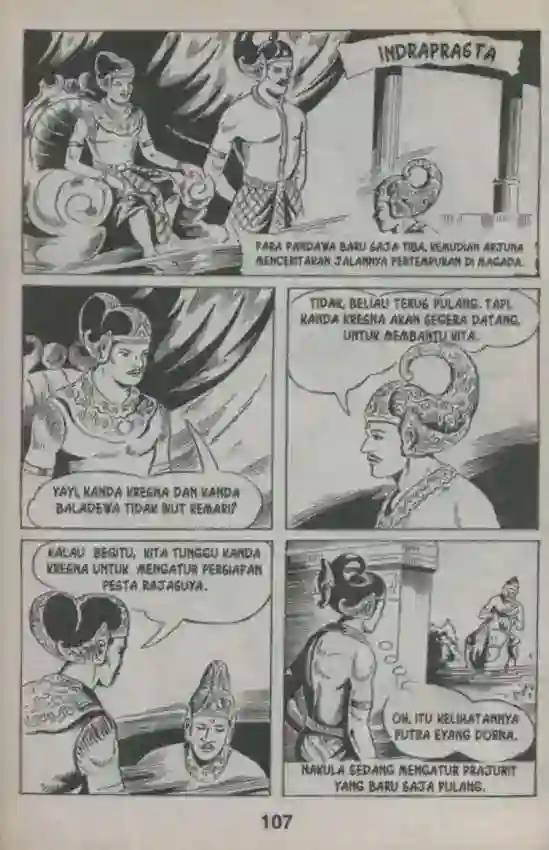 INDRAPRASTA
PARA PANDAWA BARU SAJA TIBA, KEMUDIAN ARJUNA
MENCERITAKAN JALANNYA PERTEMPURAN DI MAGADA.
YAYI, KANDA KRESNA DAN KANDA
BALADEWA TIDAK IKUT KEMARI?
TIDAK, BELIAU TERUS PULANG. TAPI,
KANDA KRESNA AKAN SEGERA DATANG,
UNTUK MEMBANTU KITA.
KALAU BEGITU, KITA TUNGGU KANDA
KRESNA UNTUK MENGATUR PERSIAPAN
PESTA RAJASUYA.
OH, ITU KELIHATANNYA
PUTRA EYANG DORNA.
NAKULA SEDANG MENGATUR PRAJURIT
YANG BARU SAJA PULANG.
107